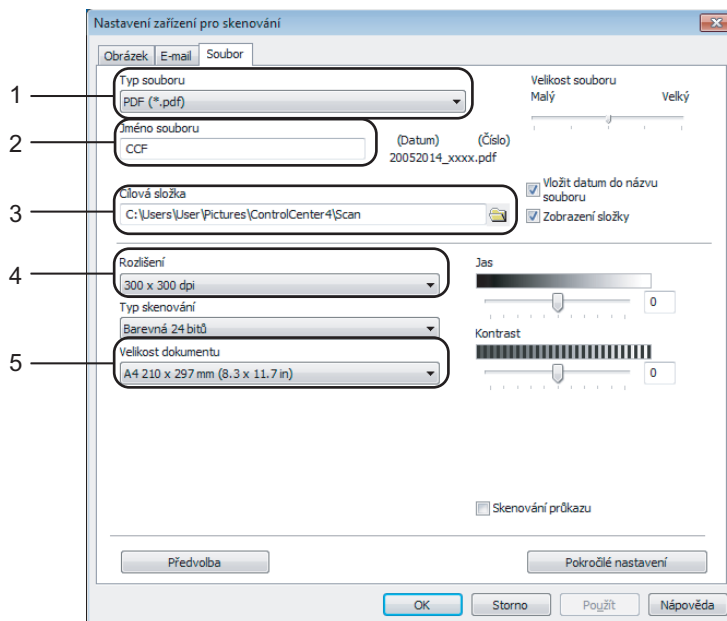 Nastavení zařízení pro skenování
Obrázek E-mail Soubor
1
Typ souboru
PDF (*.pdf)
Velikost souboru
Malý Velký
2
Jméno souboru
CCF
(Datum) (Číslo)
20052014_xxxx.pdf
3
Cílová složka
C:\Users\User\Pictures\ControlCenter4\Scan
Vložit datum do názvu
souboru
Zobrazení složky
4
Rozlišení
300 x 300 dpi
Typ skenování
Barevná 24 bitů
5
Velikost dokumentu
A4 210 x 297 mm (8.3 x 11.7 in)
Jas
0
Kontrast
0
Skenování průkazu
Předvolba
Pokročilé nastavení
OK Storno Použít Nápověda